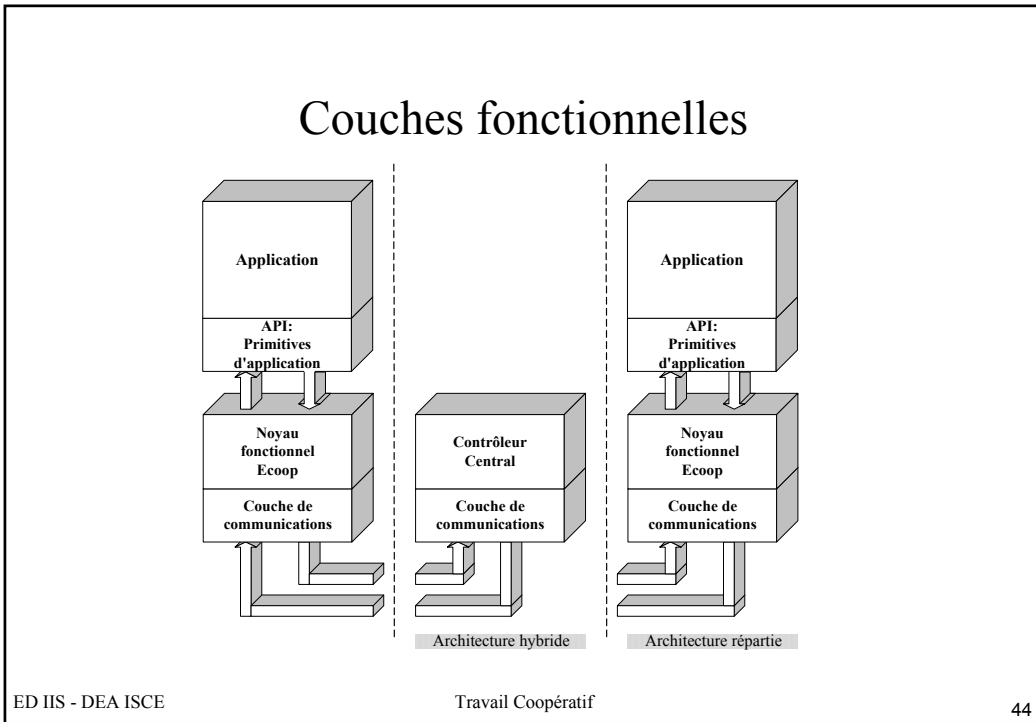 Couches fonctionnelles
Application
API:
Primitives
d'application
Noyau
fonctionnel
Ecoop
Couche de
communications
Contrôleur
Central
Couche de
communications
Architecture hybride
Application
API:
Primitives
d'application
Noyau
fonctionnel
Ecoop
Couche de
communications
Architecture répartie
ED IIS - DEA ISCE
Travail Coopératif
44